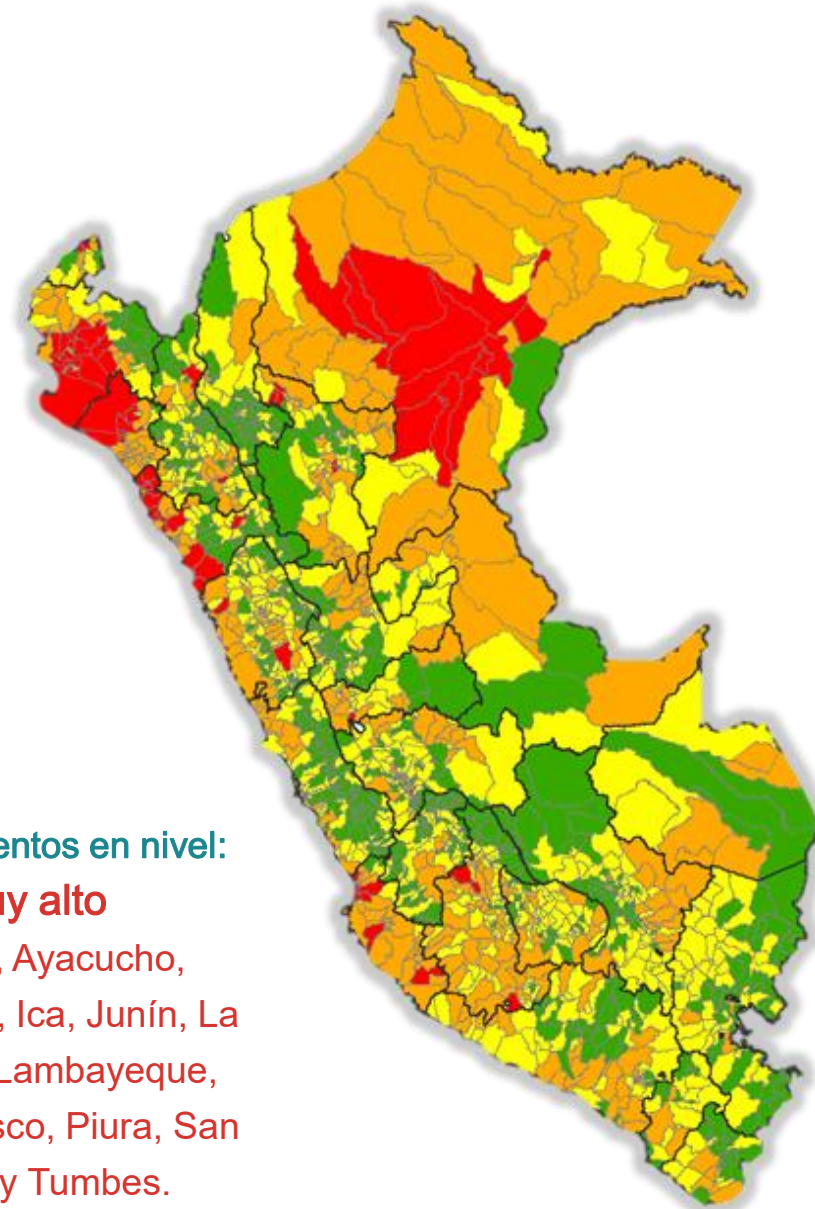 entos en nivel:
uy alto
, Ayacucho,
, Ica, Junín, La
Lambayeque,
sco, Piura, San
y Tumbes.